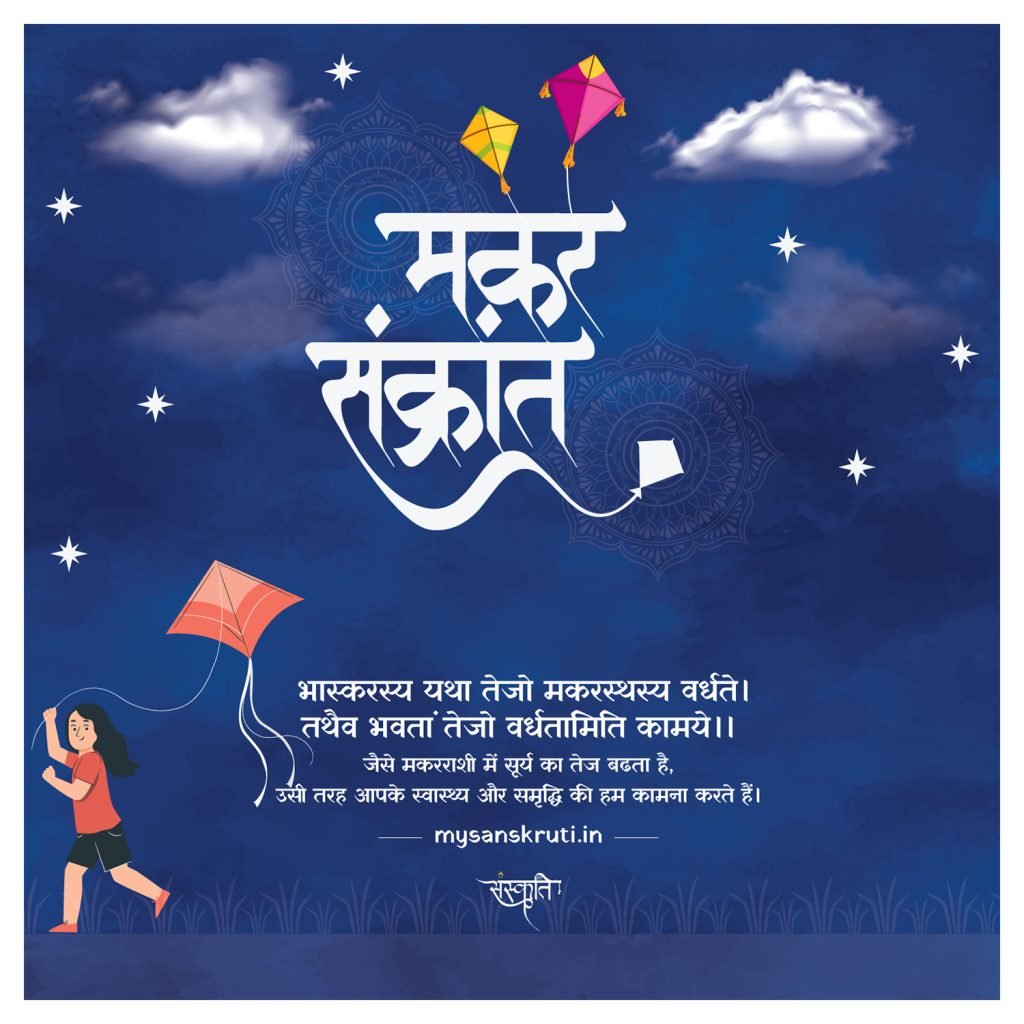 मकर
संक्रांत
भास्करस्य यथा तेजो मकरस्थस्य वर्धते।
तथैव भवतां तेजो वर्धतामिति कामये।।
जैसे मकरराशी में सूर्य का तेज बढता है,
उसी तरह आपके स्वास्थ्य और समृद्धि की हम कामना करते हैं।
mysanskruti.in
संस्कृति